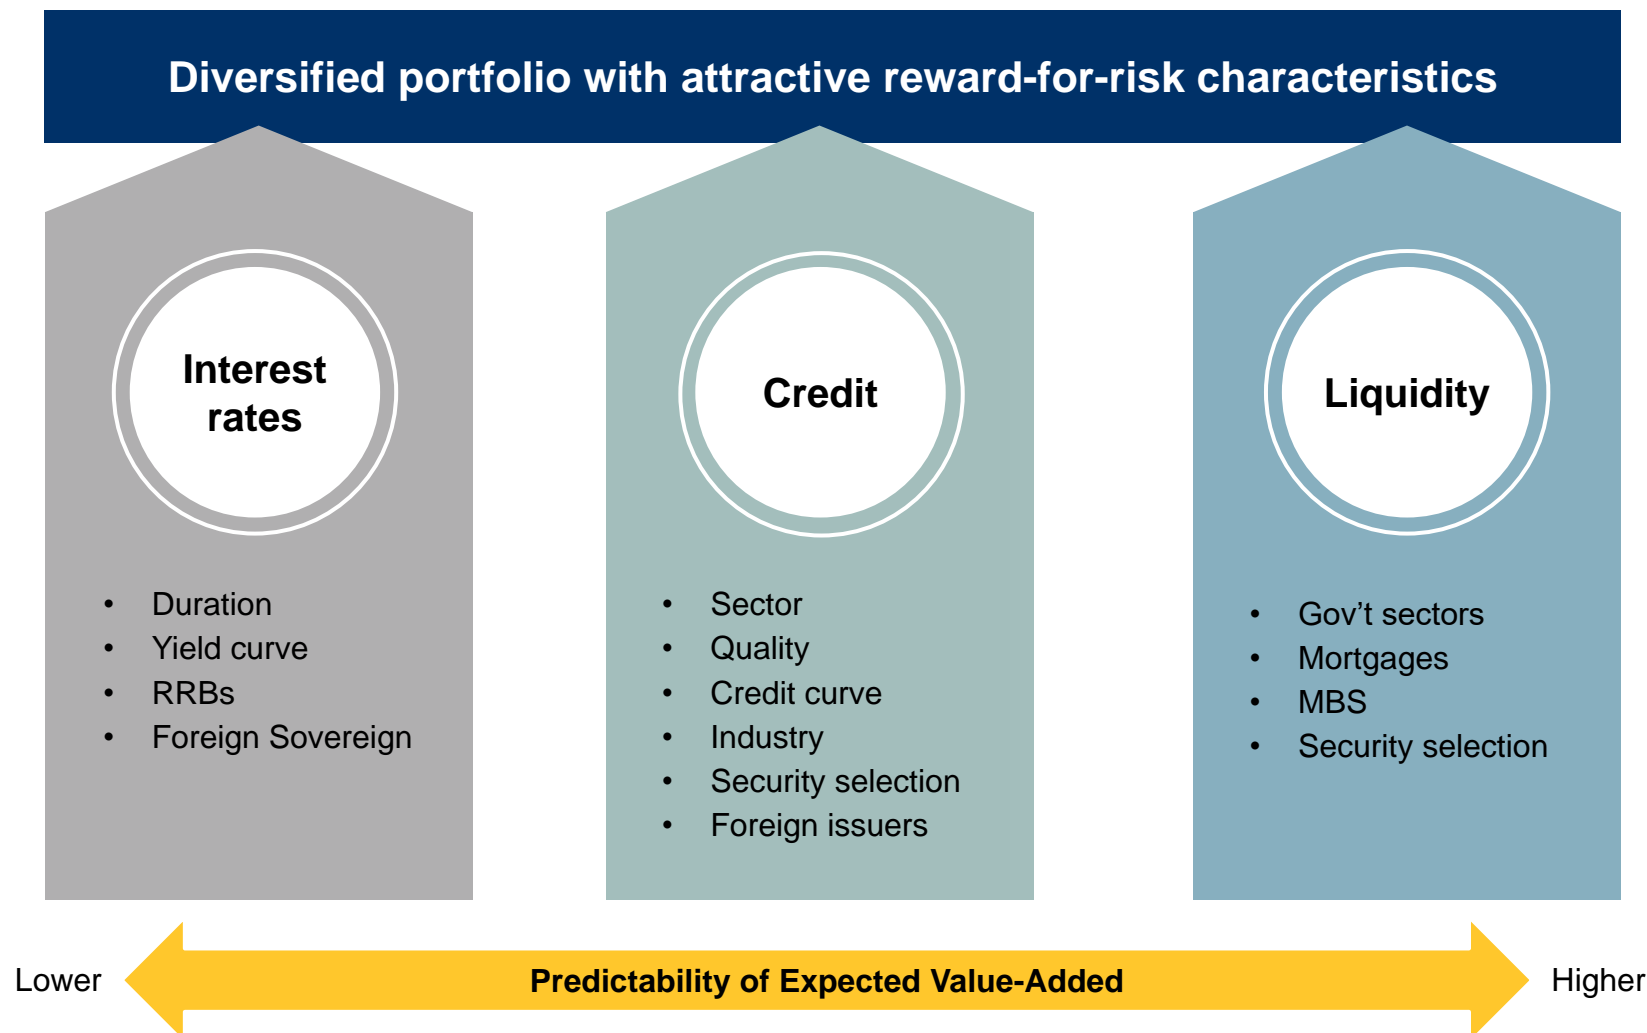 Diversified portfolio with attractive reward-for-risk characteristics
Interest
rates
• Duration
• Yield curve
• RRBs
• Foreign Sovereign
Credit
• Sector
• Quality
• Credit curve
• Industry
• Security selection
• Foreign issuers
Liquidity
• Gov’t sectors
• Mortgages
• MBS
• Security selection
Lower
Predictability of Expected Value-Added
Higher